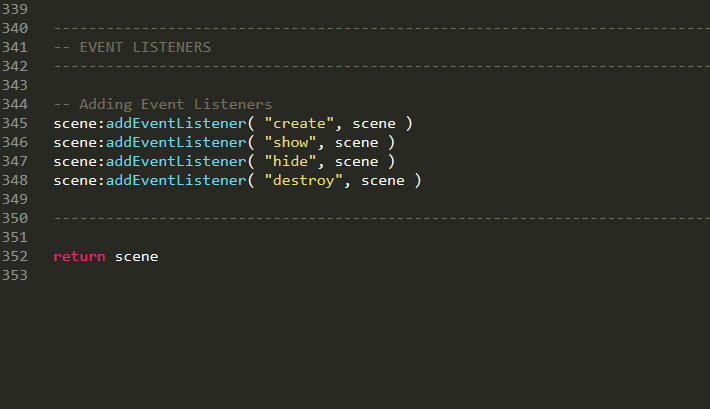 339
340 --------------------------------------------------------------------------
341 -- EVENT LISTENERS
342 --------------------------------------------------------------------------
343
344 -- Adding Event Listeners
345 scene:addEventListener( "create", scene )
346 scene:addEventListener( "show", scene )
347 scene:addEventListener( "hide", scene )
348 scene:addEventListener( "destroy", scene )
349
350 --------------------------------------------------------------------------
351
352 return scene
353